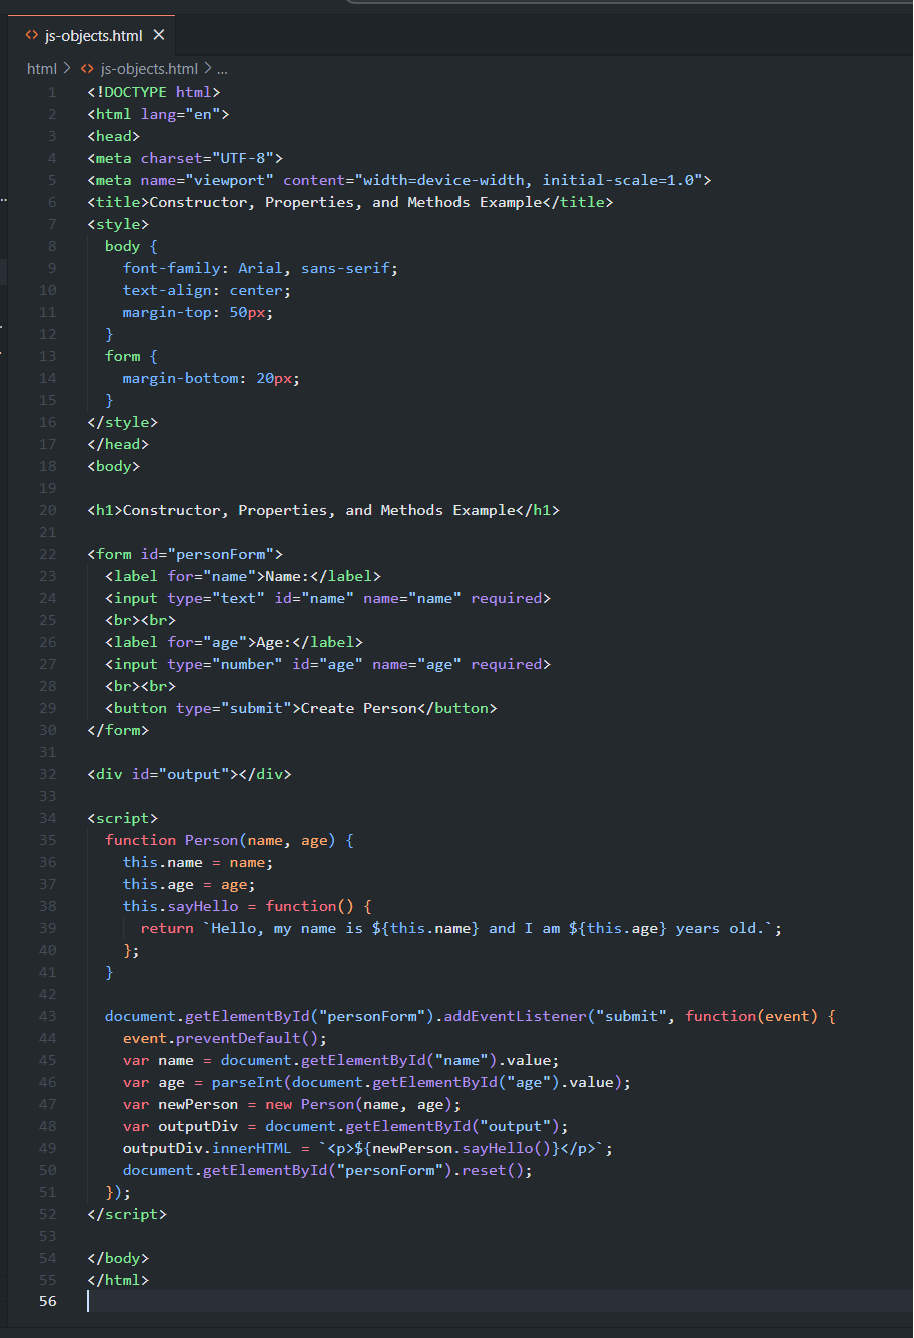 js-objects.html
html > js-objects.html > ...
1 <!DOCTYPE html>
2 <html lang="en">
3 <head>
4 <meta charset="UTF-8">
5 <meta name="viewport" content="width=device-width, initial-scale=1.0">
6 <title>Constructor, Properties, and Methods Example</title>
7 <style>
8   body {
9     font-family: Arial, sans-serif;
10     text-align: center;
11     margin-top: 50px;
12   }
13   form {
14     margin-bottom: 20px;
15   }
16 </style>
17 </head>
18 <body>
19
20 <h1>Constructor, Properties, and Methods Example</h1>
21
22 <form id="personForm">
23   <label for="name">Name:</label>
24   <input type="text" id="name" name="name" required>
25   <br><br>
26   <label for="age">Age:</label>
27   <input type="number" id="age" name="age" required>
28   <br><br>
29   <button type="submit">Create Person</button>
30 </form>
31
32 <div id="output"></div>
33
34 <script>
35   function Person(name, age) {
36     this.name = name;
37     this.age = age;
38     this.sayHello = function() {
39       return `Hello, my name is ${this.name} and I am ${this.age} years old.`;
40     };
41   }
42
43   document.getElementById("personForm").addEventListener("submit", function(event) {
44     event.preventDefault();
45     var name = document.getElementById("name").value;
46     var age = parseInt(document.getElementById("age").value);
47     var newPerson = new Person(name, age);
48     var outputDiv = document.getElementById("output");
49     outputDiv.innerHTML = `<p>${newPerson.sayHello()}</p>`;
50     document.getElementById("personForm").reset();
51   });
52 </script>
53
54 </body>
55 </html>
56